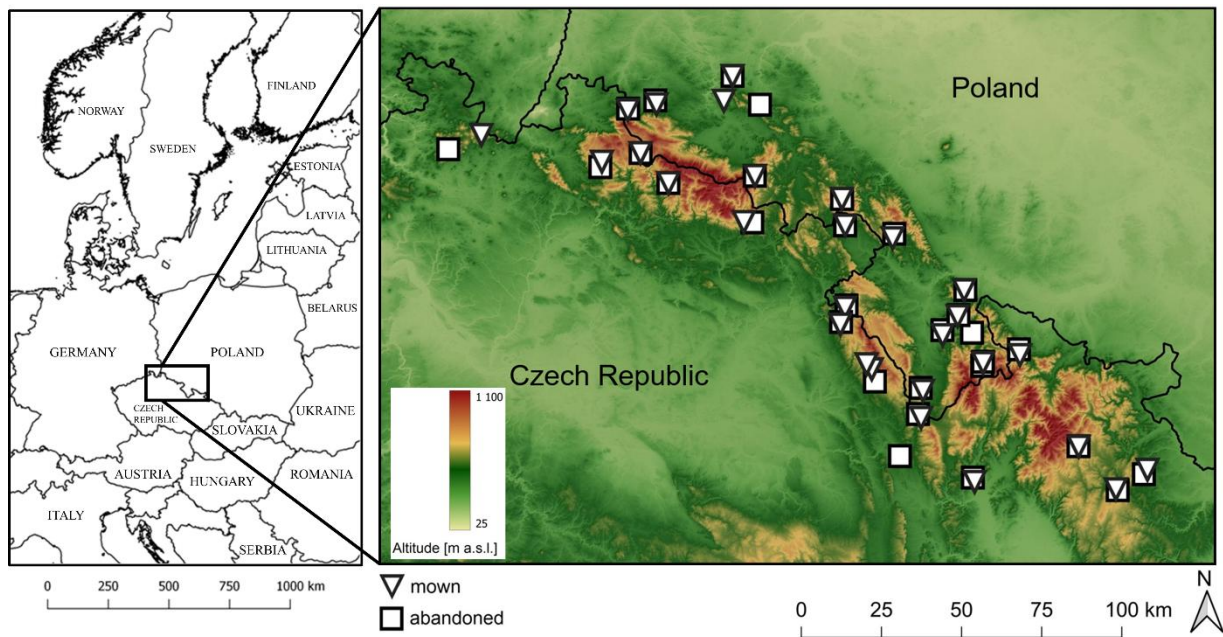 NORWAY
FINLAND
SWEDEN
ESTONIA
LATVIA
LITHUANIA
BELARUS
GERMANY
POLAND
UKRAINE
CZECH
REPUBLIC
SLOVAKIA
AUSTRIA
HUNGARY
ROMANIA
ITALY
SERBIA
0 250 500 750 1000 km
Poland
Czech Republic
1 100
25
Altitude [m a.s.l.]
mown
abandoned
0 25 50 75 100 km
N